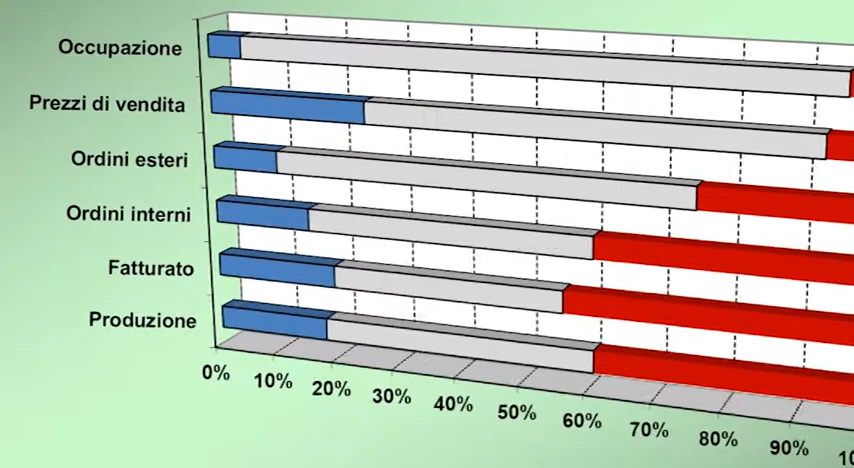 Occupazione
Prezzi di vendita
Ordini esteri
Ordini interni
Fatturato
Produzione
0% 10% 20% 30% 40% 50% 60% 70% 80% 90%